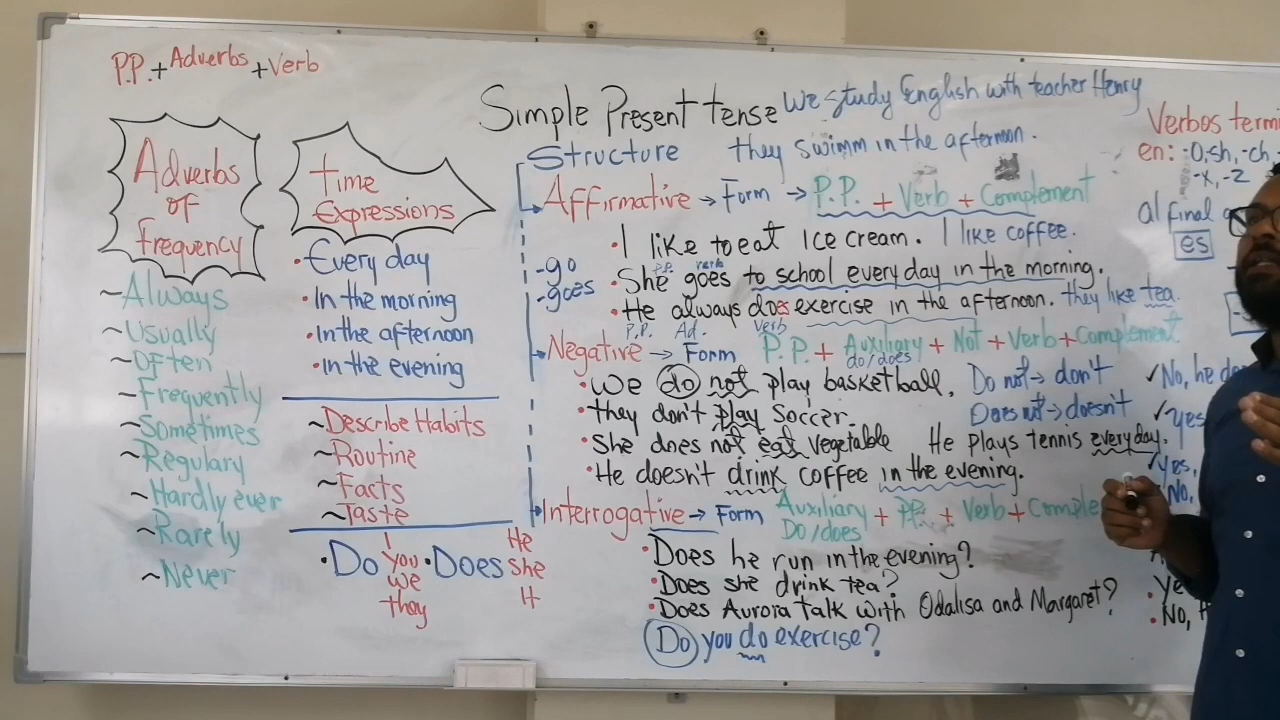 P.P. + Adverbs + Verb
Adverbs
of
frequency
~Always
~Usually
~Often
~Frequently
~Sometimes
~Regulary
~Hardly ever
~Rarely
~Never
Time
Expressions
·Every day
·In the morning
·In the afternoon
·In the evening
~Describe Habits
~Routine
~Facts
~Taste
·Do I you we they
·Does He she It
Simple Present tense We study English with teacher Henry
they swimm in the afternoon.
Structure
Affirmative → Form → P.P. + Verb + Complement
·I like to eat Ice cream. I like coffee.
-go
-goes
P.P. verb
·She goes to school every day in the morning.
·He always does exercise in the afternoon. they like tea.
P.P. Ad. Verb
Negative → Form P.P. + Auxiliary + Not + Verb + Complement
do/does
·We do not play basketball. Do not → don't
·they don't play Soccer. Does not → doesn't
·She does not eat vegetable He plays tennis every day.
·He doesn't drink coffee in the evening.
Interrogative → Form Auxiliary + P.P. + Verb + Comple
Do/does
·Does he run in the evening?
·Does she drink tea?
·Does Aurora talk with Odalisa and Margaret?
Do you do exercise?
Verbos termi
en: -O, sh, -ch, -
-x, -z
al final
es
✓No, he do
✓yes
✓yes,
No,
·Ye
·No,